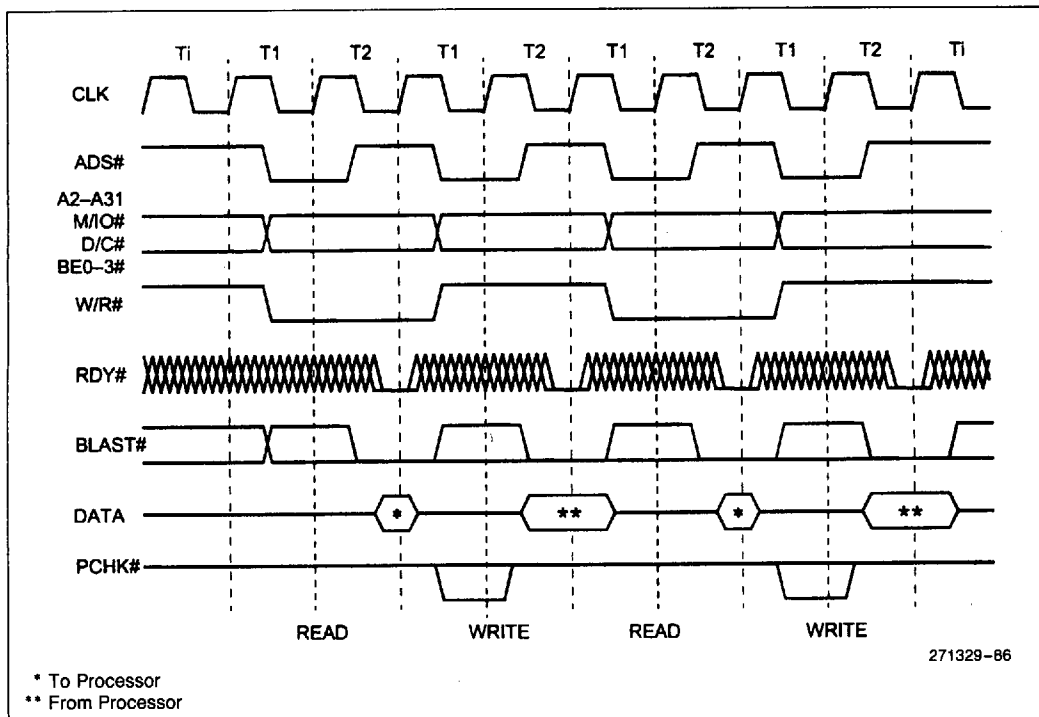 Ti T1 T2 T1 T2 T1 T2 T1 T2 Ti
CLK
ADS#
A2–A31
M/IO#
D/C#
BE0–3#
W/R#
RDY#
BLAST#
DATA * ** * **
PCHK#
READ WRITE READ WRITE
271329–86
* To Processor
** From Processor